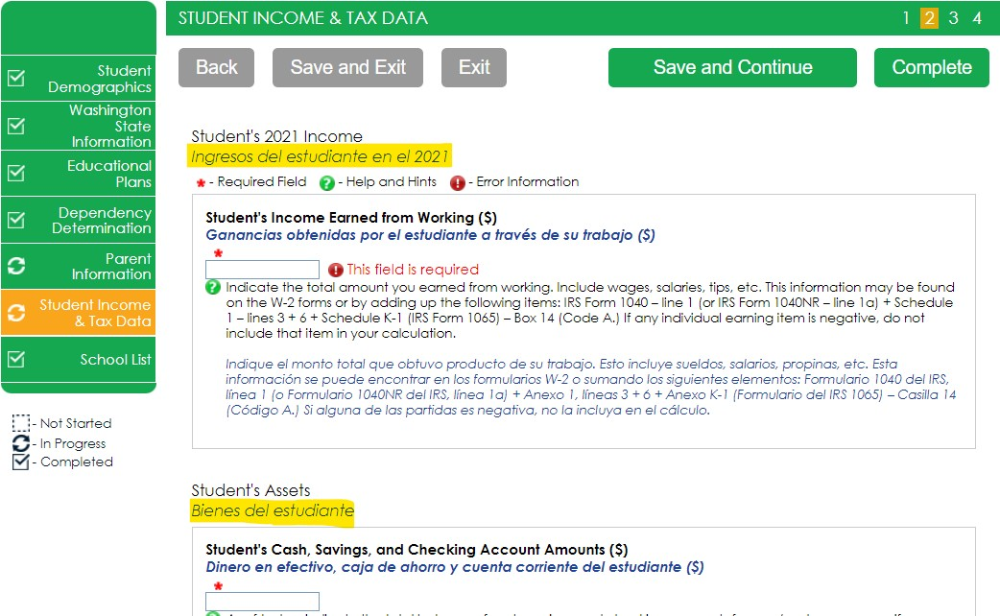 STUDENT INCOME & TAX DATA
1 2 3 4
Back
Save and Exit
Exit
Save and Continue
Complete
Student
Demographics
Washington
State
Information
Educational
Plans
Dependency
Determination
Parent
Information
Student Income
& Tax Data
School List
- Not Started
- In Progress
- Completed
Student's 2021 Income
Ingresos del estudiante en el 2021
* - Required Field ? - Help and Hints ! - Error Information
Student's Income Earned from Working ($)
Ganancias obtenidas por el estudiante a través de su trabajo ($)
*
! This field is required
? Indicate the total amount you earned from working. Include wages, salaries, tips, etc. This information may be found
on the W-2 forms or by adding up the following items: IRS Form 1040 – line 1 (or IRS Form 1040NR – line 1a) + Schedule
1 – lines 3 + 6 + Schedule K-1 (IRS Form 1065) – Box 14 (Code A.) If any individual earning item is negative, do not
include that item in your calculation.
Indique el monto total que obtuvo producto de su trabajo. Esto incluye sueldos, salarios, propinas, etc. Esta
información se puede encontrar en los formularios W-2 o sumando los siguientes elementos: Formulario 1040 del IRS,
línea 1 (o Formulario 1040NR del IRS, línea 1a) + Anexo 1, líneas 3 + 6 + Anexo K-1 (Formulario del IRS 1065) – Casilla 14
(Código A.) Si alguna de las partidas es negativa, no la incluya en el cálculo.
Student's Assets
Bienes del estudiante
Student's Cash, Savings, and Checking Account Amounts ($)
Dinero en efectivo, caja de ahorro y cuenta corriente del estudiante ($)
*